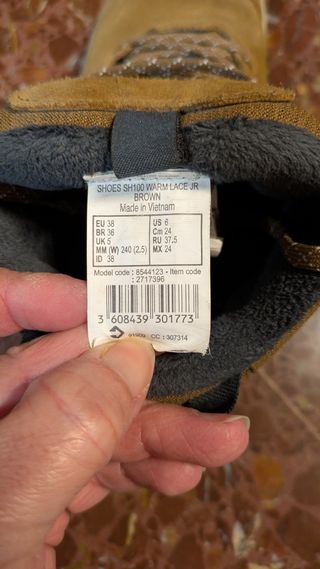 SHOES SH100 WARM LACE JR
BROWN
Made in Vietnam
EU 38 US 6
BR 36 Cm 24
UK 5 RU 37.5
MM (W) 240 (2.5) MX 24
ID 38
Model code : 8544123 - Item code
: 2717396
3 608439 301773
91909 CC : 307314